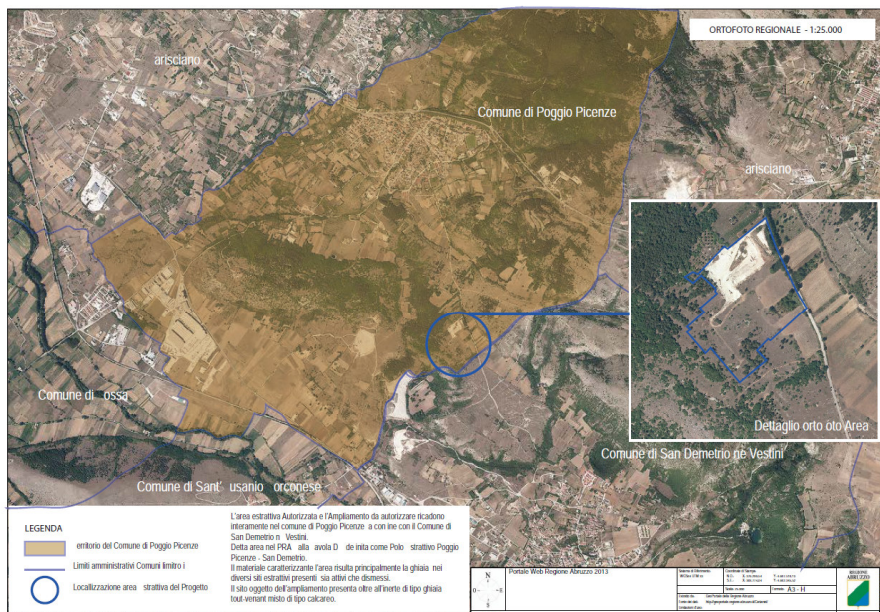 ORTOFOTO REGIONALE - 1:25.000
arisciano
Comune di Poggio Picenze
arisciano
Comune di ossa
Dettaglio orto oto Area
Comune di San Demetrio ne Vestini
Comune di Sant' usanio orconese
LEGENDA
erritorio del Comune di Poggio Picenze
Limiti amministrativi Comuni limitro i
Localizzazione area strattiva del Progetto
L'area estrattiva Autorizzata e l'Ampliamento da autorizzare ricadono
interamente nel comune di Poggio Picenze a con ine con il Comune di
San Demetrio n Vestini.
Detta area nel PRA alla avola D de inita come Polo strattivo Poggio
Picenze - San Demetrio.
Il materiale caratterizzante l'area risulta principalmente la ghiaia nei
diversi siti estrattivi presenti sia attivi che dismessi.
Il sito oggetto dell'ampliamento presenta oltre all'inerte di tipo ghiaia
tout-venant misto di tipo calcareo.
N
O
E
S
Portale Web Regione Abruzzo 2013
A3 - H
REGIONE
ABRUZZO